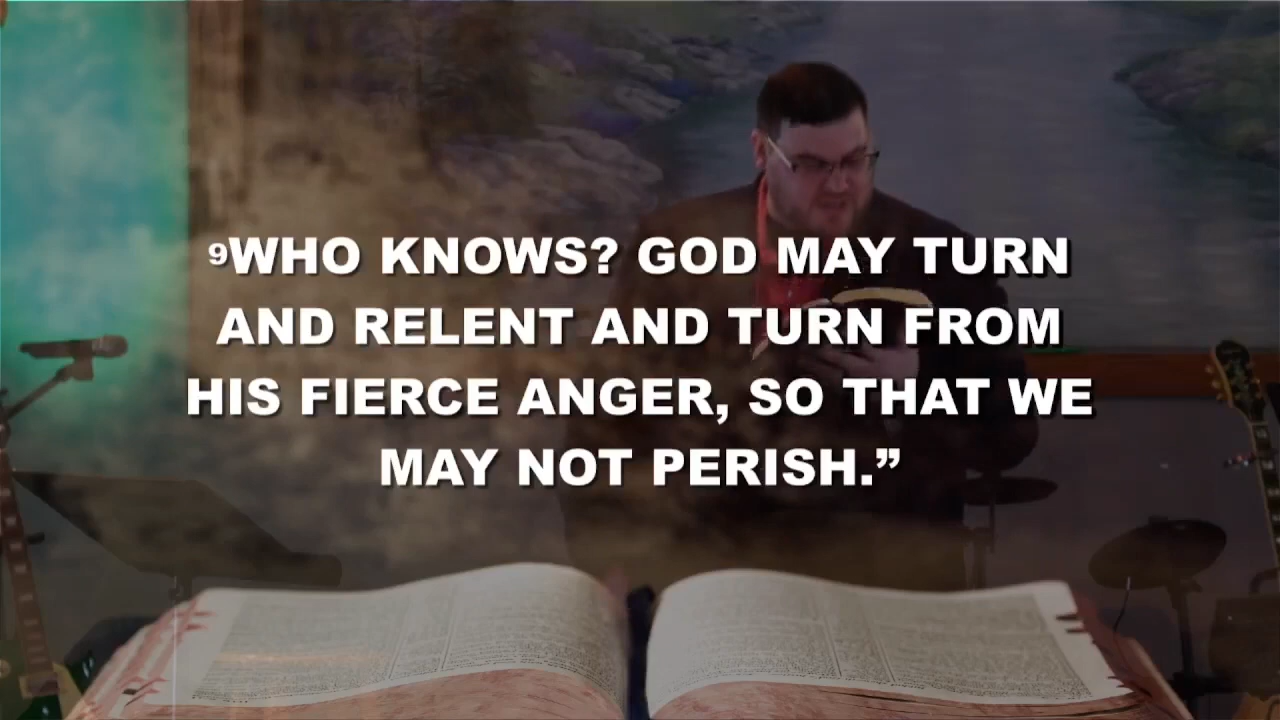 ⁹WHO KNOWS? GOD MAY TURN
AND RELENT AND TURN FROM
HIS FIERCE ANGER, SO THAT WE
MAY NOT PERISH.”